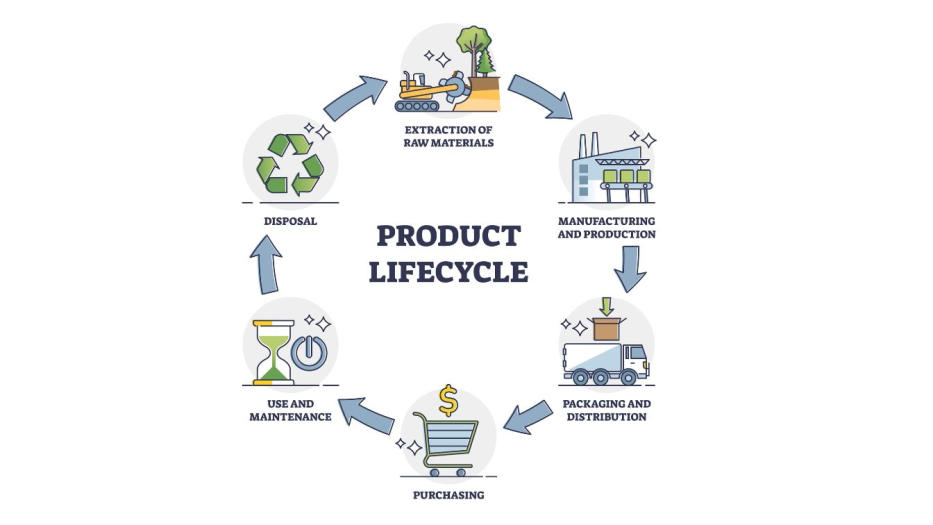 EXTRACTION OF
RAW MATERIALS
MANUFACTURING
AND PRODUCTION
PACKAGING AND
DISTRIBUTION
$
PURCHASING
USE AND
MAINTENANCE
DISPOSAL
PRODUCT
LIFECYCLE